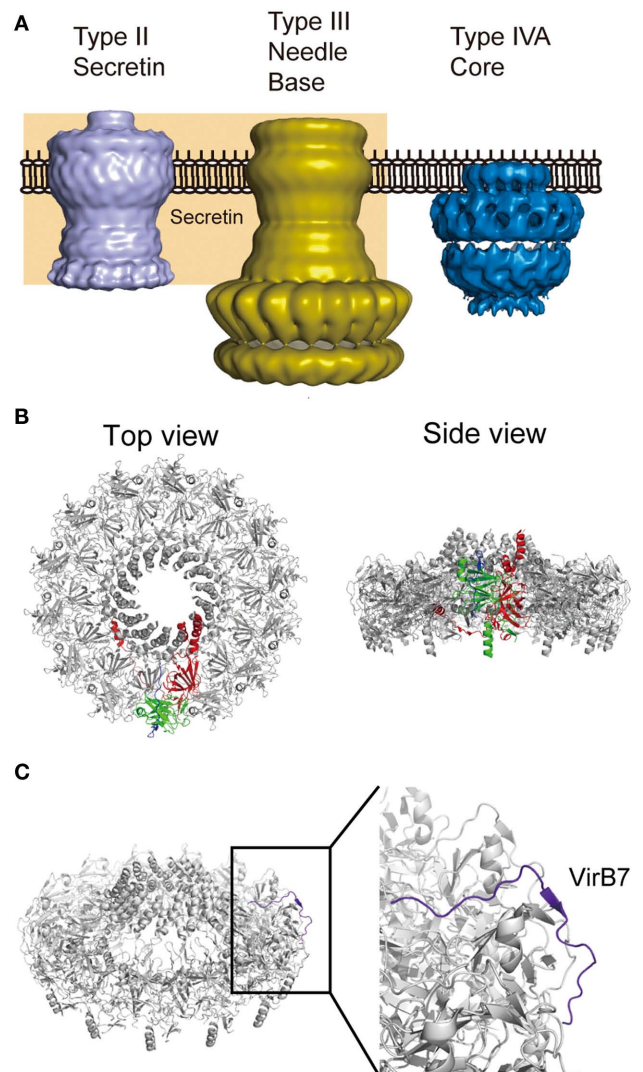 A
Type II
Secretin
Type III
Needle
Base
Type IVA
Core
Secretin
B
Top view
Side view
C
VirB7